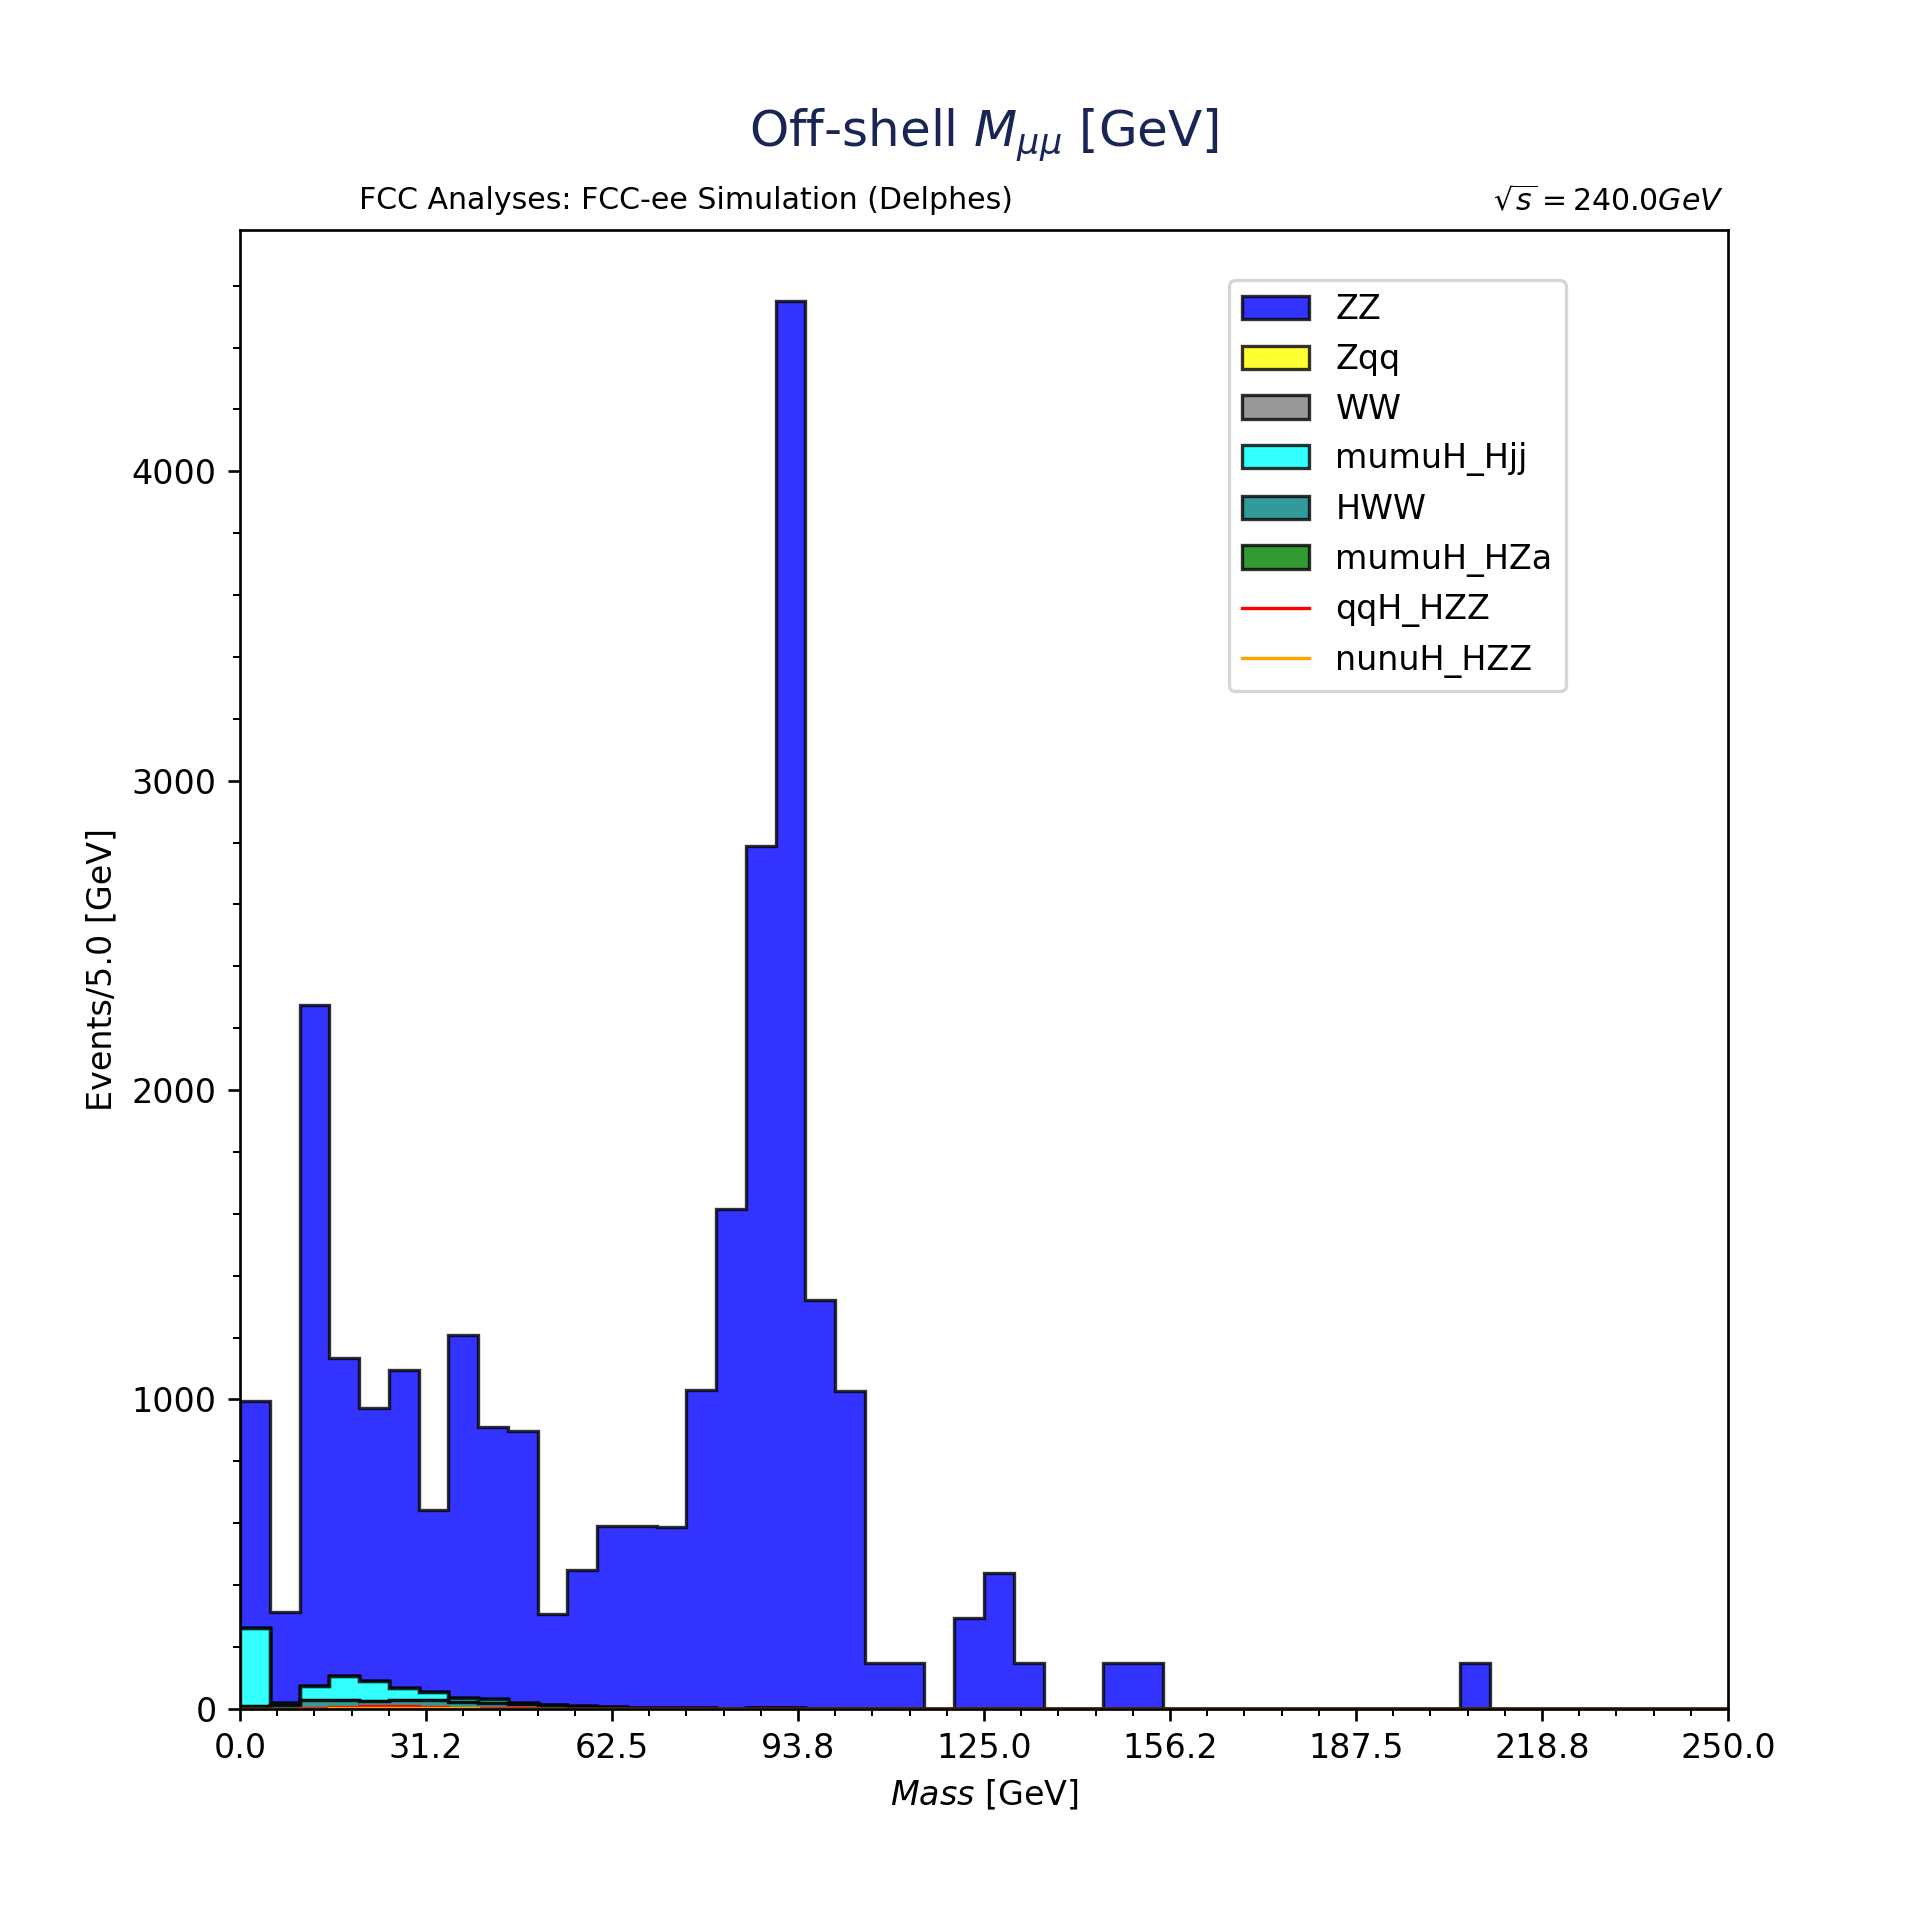 Off-shell $M_{\mu\mu}$ [GeV]
FCC Analyses: FCC-ee Simulation (Delphes)
$\sqrt{s} = 240.0GeV$
ZZ
Zqq
WW
mumuH_Hjj
HWW
mumuH_HZa
qqH_HZZ
nunuH_HZZ
Events/5.0 [GeV]
4000
3000
2000
1000
0
0.0 31.2 62.5 93.8 125.0 156.2 187.5 218.8 250.0
Mass [GeV]